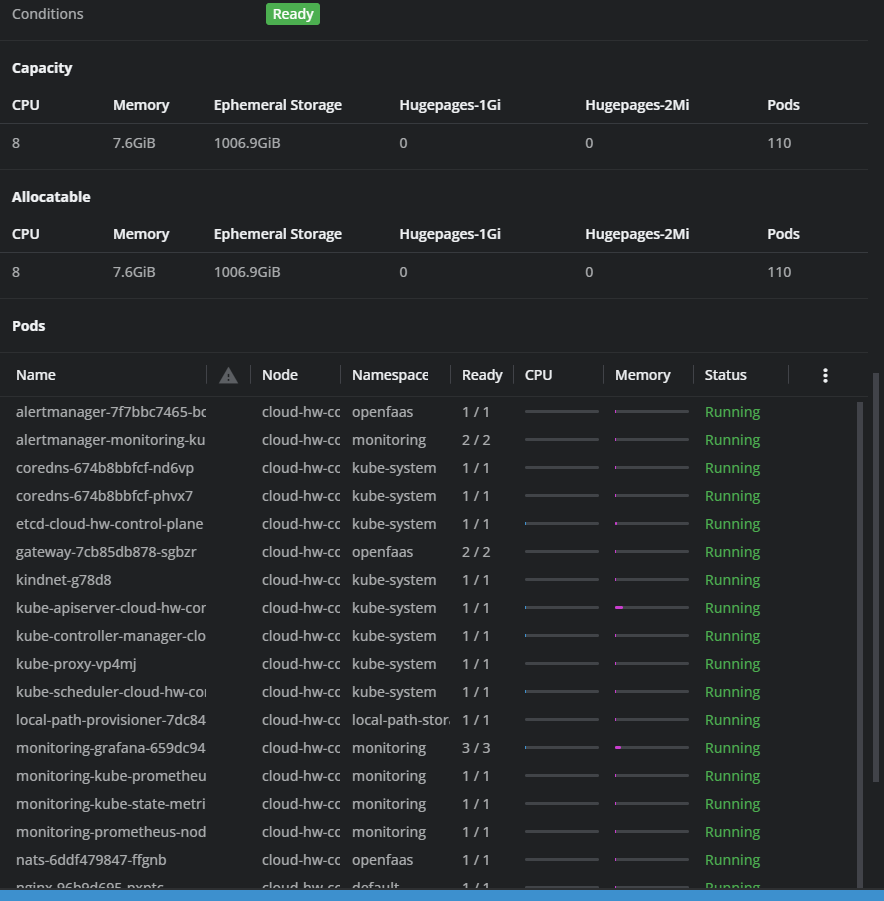 Conditions Ready
Capacity
CPU Memory Ephemeral Storage Hugepages-1Gi Hugepages-2Mi Pods
8 7.6GiB 1006.9GiB 0 0 110
Allocatable
CPU Memory Ephemeral Storage Hugepages-1Gi Hugepages-2Mi Pods
8 7.6GiB 1006.9GiB 0 0 110
Pods
Name Node Namespace Ready CPU Memory Status
alertmanager-7f7bbc7465-bc cloud-hw-cc openfaas 1 / 1 Running
alertmanager-monitoring-ku cloud-hw-cc monitoring 2 / 2 Running
coredns-674b8bbfcf-nd6vp cloud-hw-cc kube-system 1 / 1 Running
coredns-674b8bbfcf-phvx7 cloud-hw-cc kube-system 1 / 1 Running
etcd-cloud-hw-control-plane cloud-hw-cc kube-system 1 / 1 Running
gateway-7cb85db878-sgbzr cloud-hw-cc openfaas 2 / 2 Running
kindnet-g78d8 cloud-hw-cc kube-system 1 / 1 Running
kube-apiserver-cloud-hw-cor cloud-hw-cc kube-system 1 / 1 Running
kube-controller-manager-clo cloud-hw-cc kube-system 1 / 1 Running
kube-proxy-vp4mj cloud-hw-cc kube-system 1 / 1 Running
kube-scheduler-cloud-hw-co cloud-hw-cc kube-system 1 / 1 Running
local-path-provisioner-7dc84 cloud-hw-cc local-path-stor 1 / 1 Running
monitoring-grafana-659dc94 cloud-hw-cc monitoring 3 / 3 Running
monitoring-kube-prometheu cloud-hw-cc monitoring 1 / 1 Running
monitoring-kube-state-metri cloud-hw-cc monitoring 1 / 1 Running
monitoring-prometheus-nod cloud-hw-cc monitoring 1 / 1 Running
nats-6ddf479847-ffgnb cloud-hw-cc openfaas 1 / 1 Running
cloud-hw-cc default 1 / 1 Running